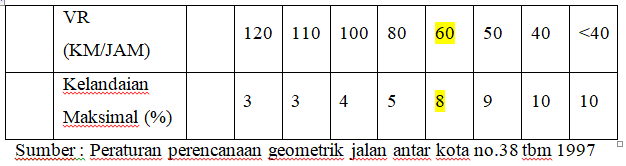 VR
(KM/JAM) 120 110 100 80 60 50 40 <40
Kelandaian
Maksimal (%) 3 3 4 5 8 9 10 10
Sumber : Peraturan perencanaan geometrik jalan antar kota no.38 tbm 1997